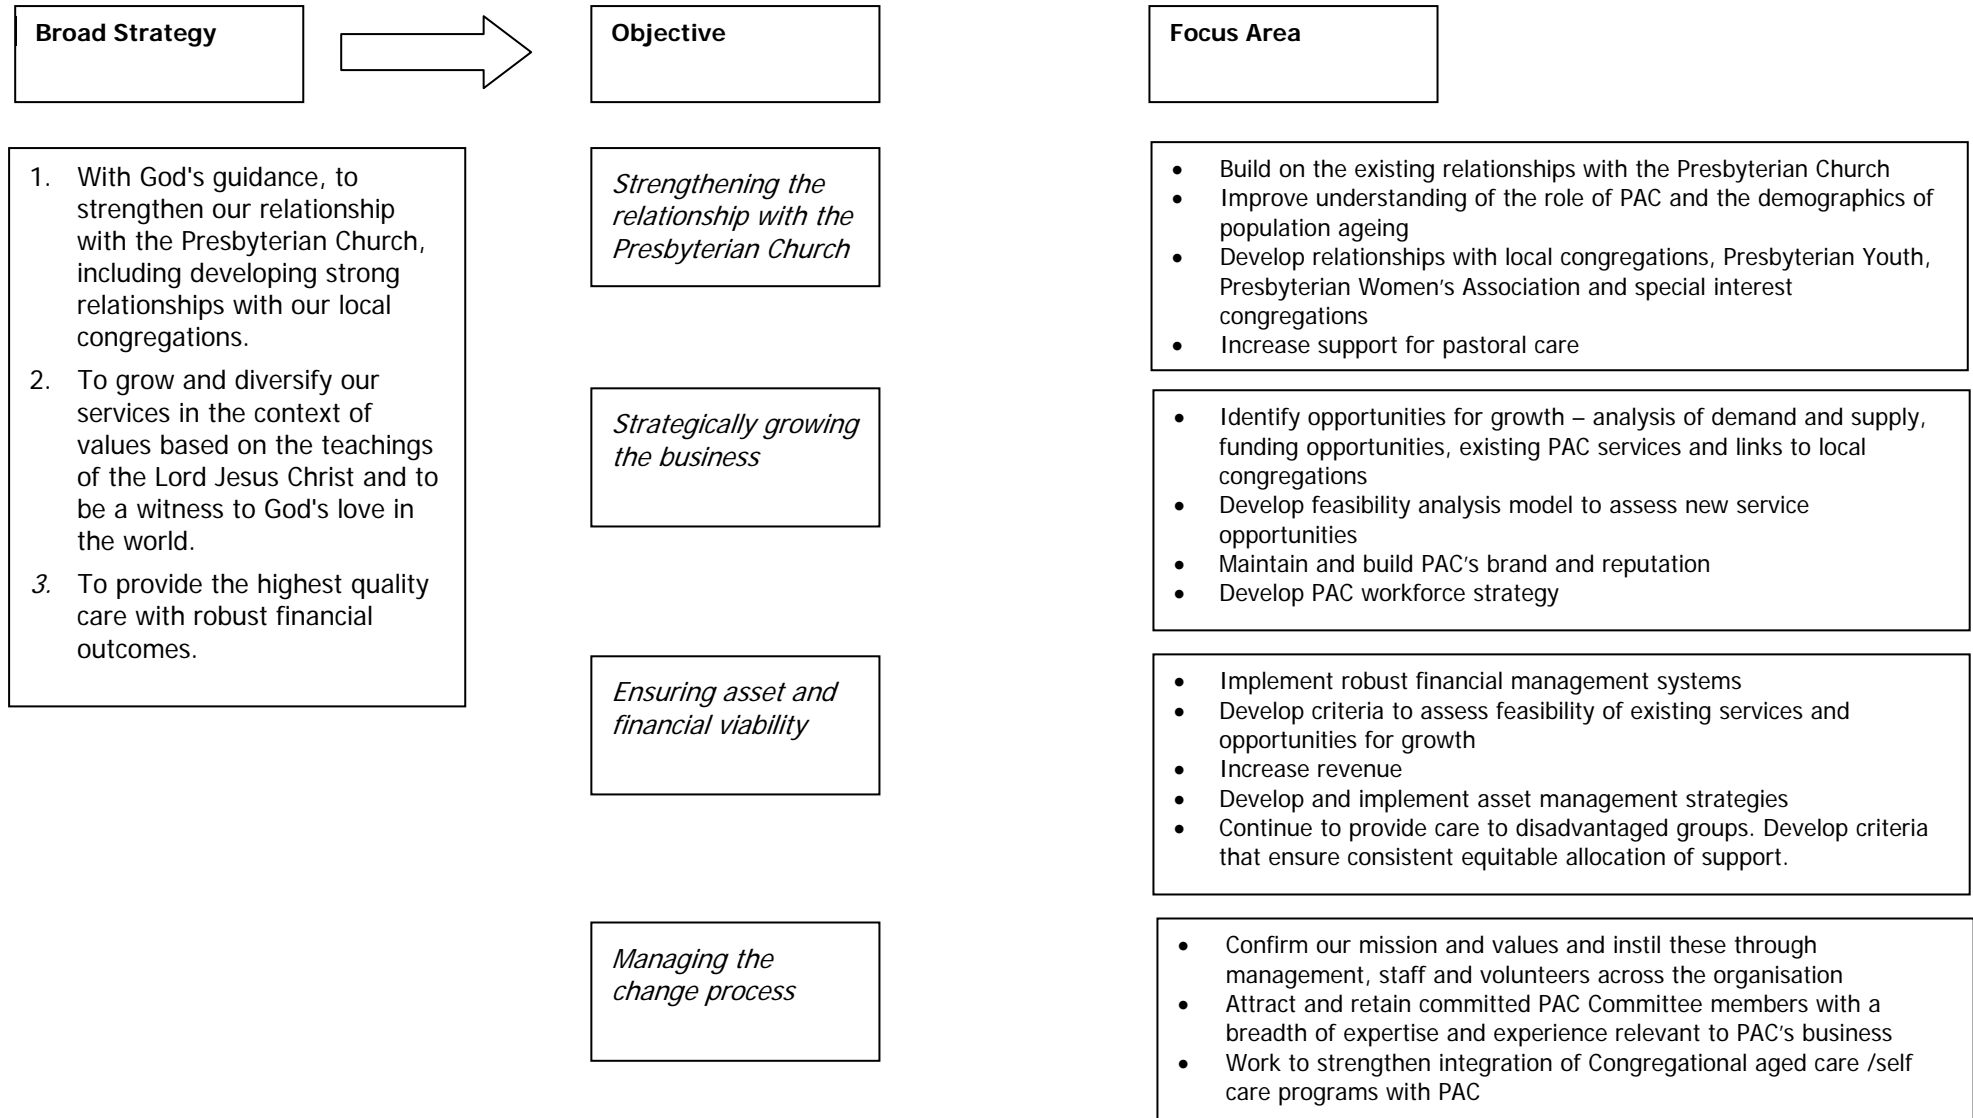 Broad Strategy
Objective
Focus Area
1. With God's guidance, to
strengthen our relationship
with the Presbyterian Church,
including developing strong
relationships with our local
congregations.
2. To grow and diversify our
services in the context of
values based on the teachings
of the Lord Jesus Christ and to
be a witness to God's love in
the world.
3. To provide the highest quality
care with robust financial
outcomes.
Strengthening the
relationship with the
Presbyterian Church
• Build on the existing relationships with the Presbyterian Church
• Improve understanding of the role of PAC and the demographics of
population ageing
• Develop relationships with local congregations, Presbyterian Youth,
Presbyterian Women’s Association and special interest
congregations
• Increase support for pastoral care
Strategically growing
the business
• Identify opportunities for growth – analysis of demand and supply,
funding opportunities, existing PAC services and links to local
congregations
• Develop feasibility analysis model to assess new service
opportunities
• Maintain and build PAC’s brand and reputation
• Develop PAC workforce strategy
Ensuring asset and
financial viability
• Implement robust financial management systems
• Develop criteria to assess feasibility of existing services and
opportunities for growth
• Increase revenue
• Develop and implement asset management strategies
• Continue to provide care to disadvantaged groups. Develop criteria
that ensure consistent equitable allocation of support.
Managing the
change process
• Confirm our mission and values and instil these through
management, staff and volunteers across the organisation
• Attract and retain committed PAC Committee members with a
breadth of expertise and experience relevant to PAC’s business
• Work to strengthen integration of Congregational aged care /self
care programs with PAC